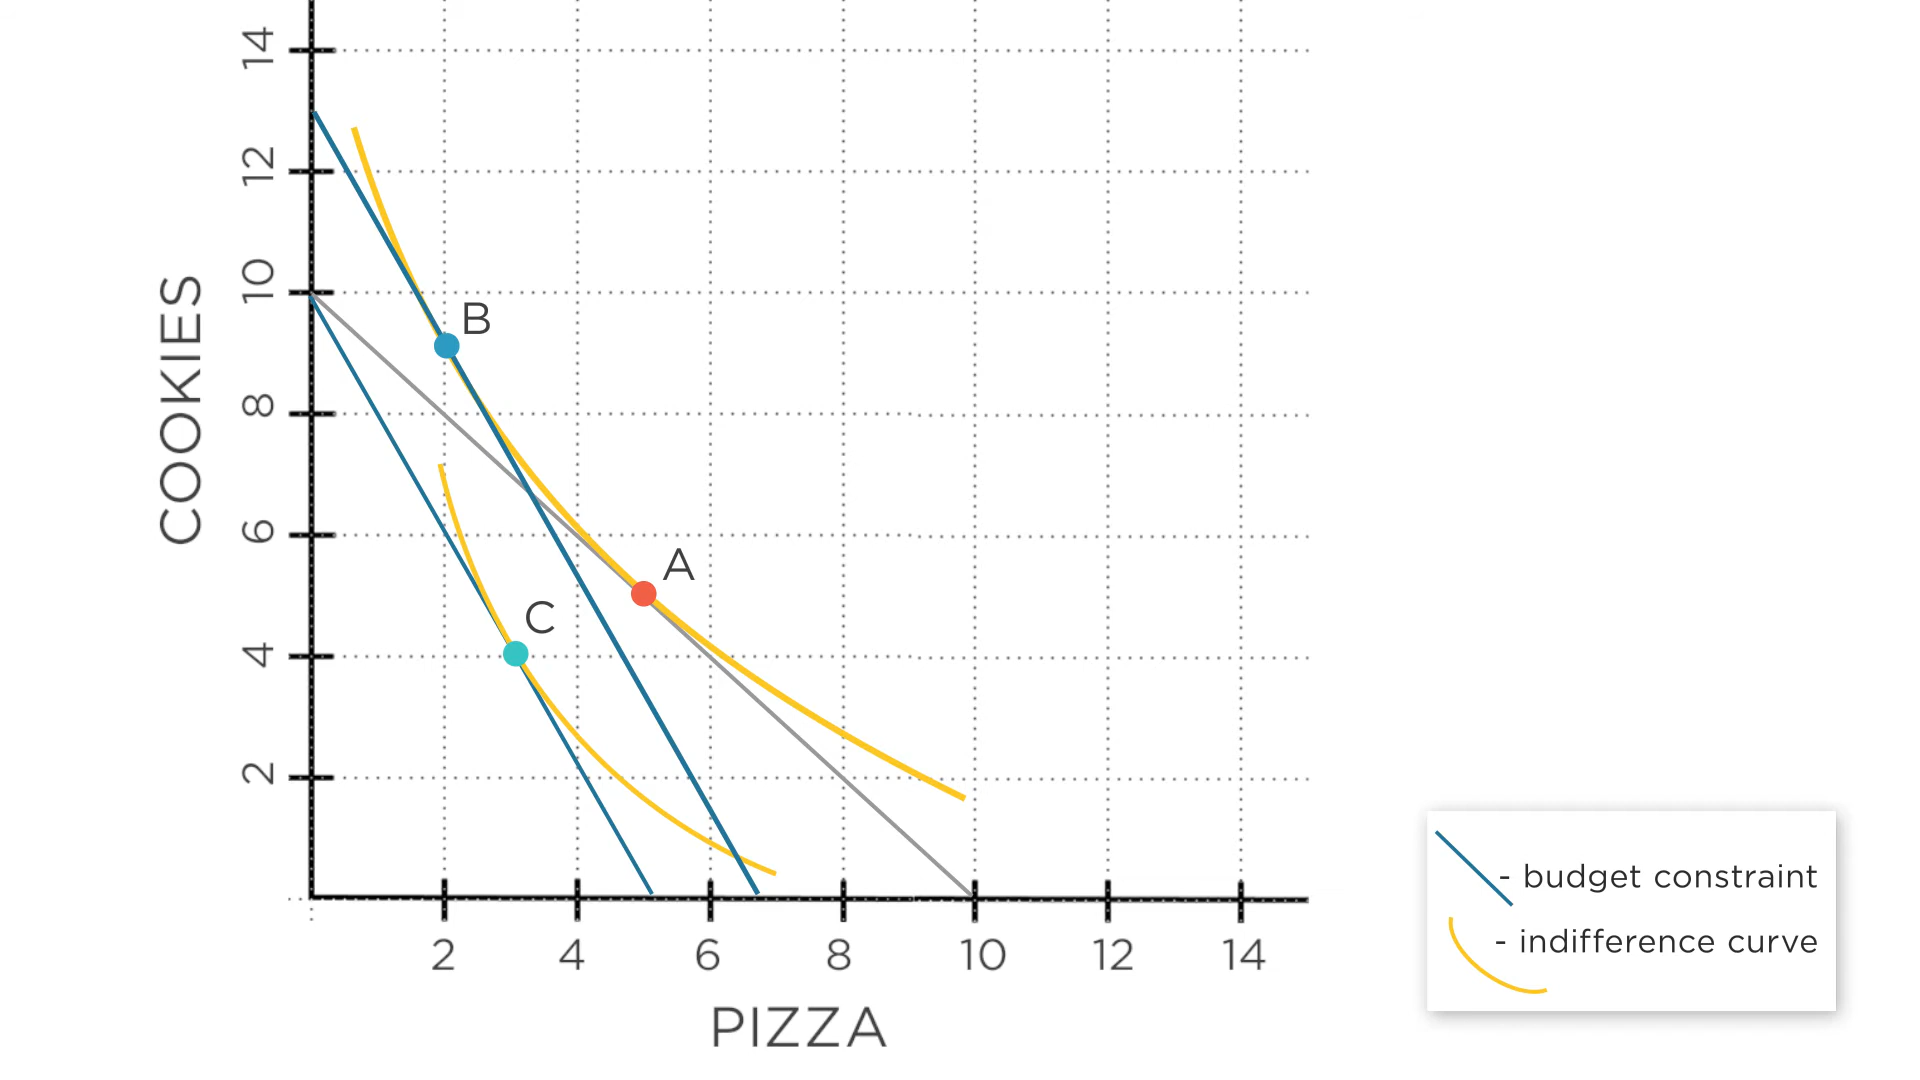 14
12
10
8
6
4
2
COOKIES
B
A
C
2 4 6 8 10 12 14
PIZZA
- budget constraint
- indifference curve